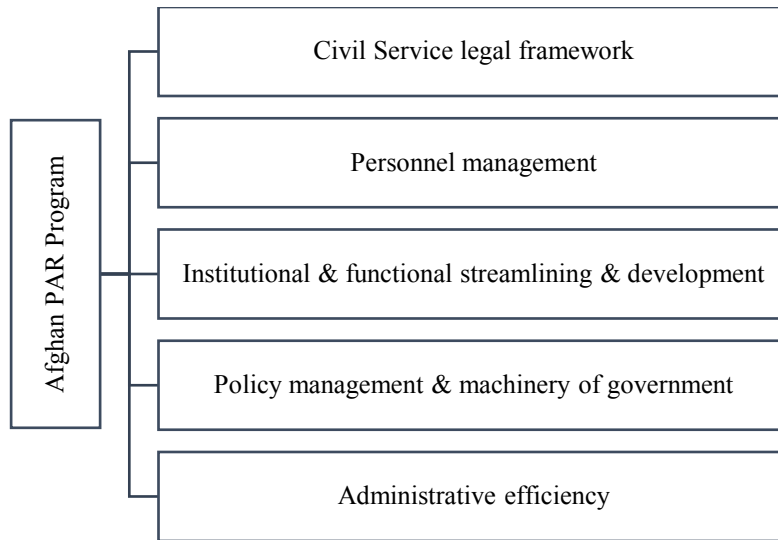 Afghan PAR Program
Civil Service legal framework
Personnel management
Institutional & functional streamlining & development
Policy management & machinery of government
Administrative efficiency